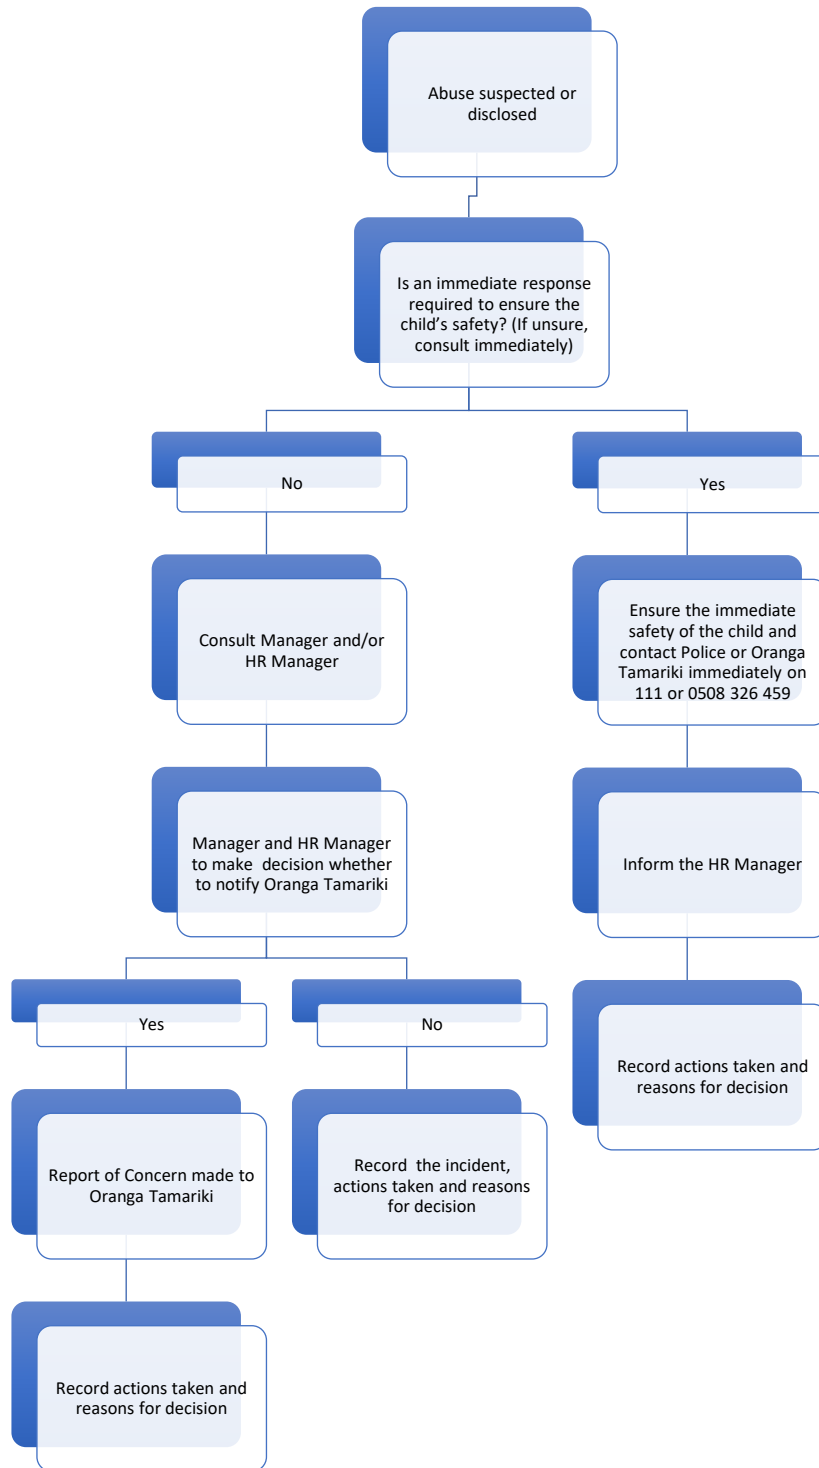 Abuse suspected or
disclosed
Is an immediate response
required to ensure the
child’s safety? (If unsure,
consult immediately)
No
Yes
Consult Manager and/or
HR Manager
Ensure the immediate
safety of the child and
contact Police or Oranga
Tamariki immediately on
111 or 0508 326 459
Manager and HR Manager
to make decision whether
to notify Oranga Tamariki
Inform the HR Manager
Yes
No
Record actions taken and
reasons for decision
Report of Concern made to
Oranga Tamariki
Record the incident,
actions taken and reasons
for decision
Record actions taken and
reasons for decision